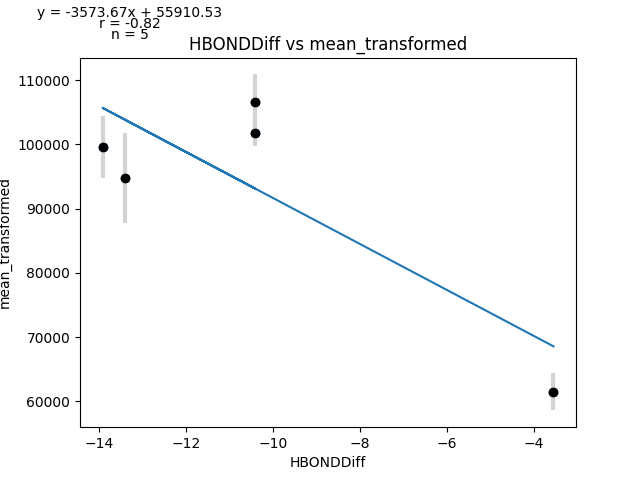 y = -3573.67x + 55910.53
r = -0.82
n = 5
HBONDDiff vs mean_transformed
110000
100000
90000
80000
70000
60000
mean_transformed
−14
−12
−10
−8
−6
−4
HBONDDiff